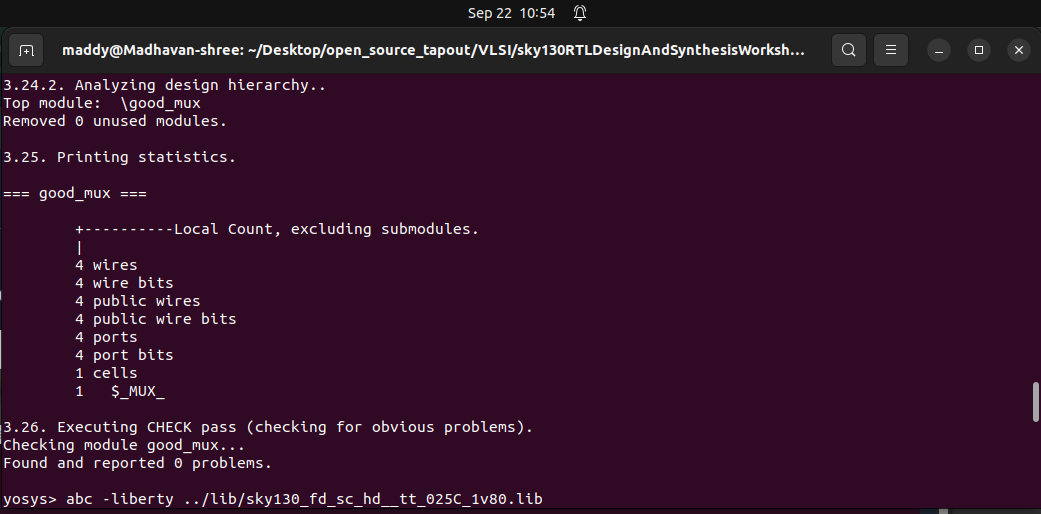 Sep 22 10:54
maddy@Madhavan-shree: ~/Desktop/open_source_tapout/VLSI/sky130RTLDesignAndSynthesisWorksh...
3.24.2. Analyzing design hierarchy..
Top module:  \good_mux
Removed 0 unused modules.
3.25. Printing statistics.
=== good_mux ===
+----------Local Count, excluding submodules.
|
4 wires
4 wire bits
4 public wires
4 public wire bits
4 ports
4 port bits
1 cells
1   $_MUX_
3.26. Executing CHECK pass (checking for obvious problems).
Checking module good_mux...
Found and reported 0 problems.
yosys> abc -liberty ../lib/sky130_fd_sc_hd__tt_025C_1v80.lib